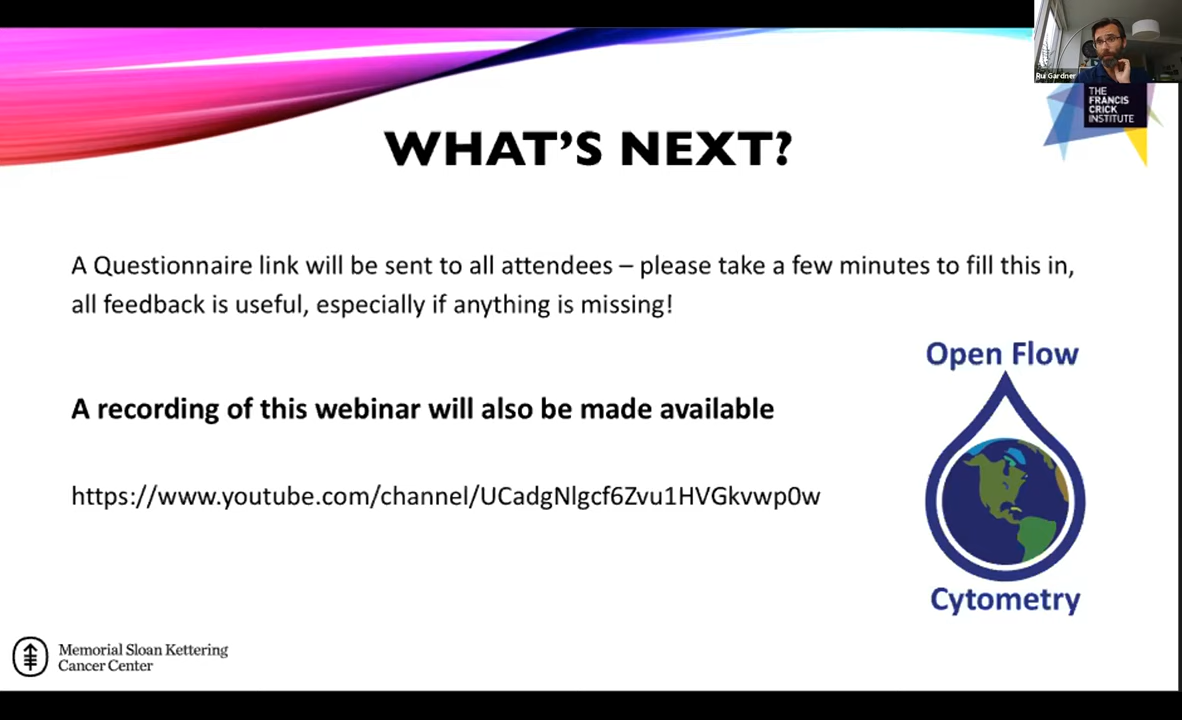 Rui Gardner
THE
FRANCIS
CRICK
INSTITUTE
WHAT'S NEXT?
A Questionnaire link will be sent to all attendees – please take a few minutes to fill this in,
all feedback is useful, especially if anything is missing!
Open Flow
A recording of this webinar will also be made available
https://www.youtube.com/channel/UCadgNlgcf6Zvu1HVGkvwp0w
Cytometry
Memorial Sloan Kettering
Cancer Center